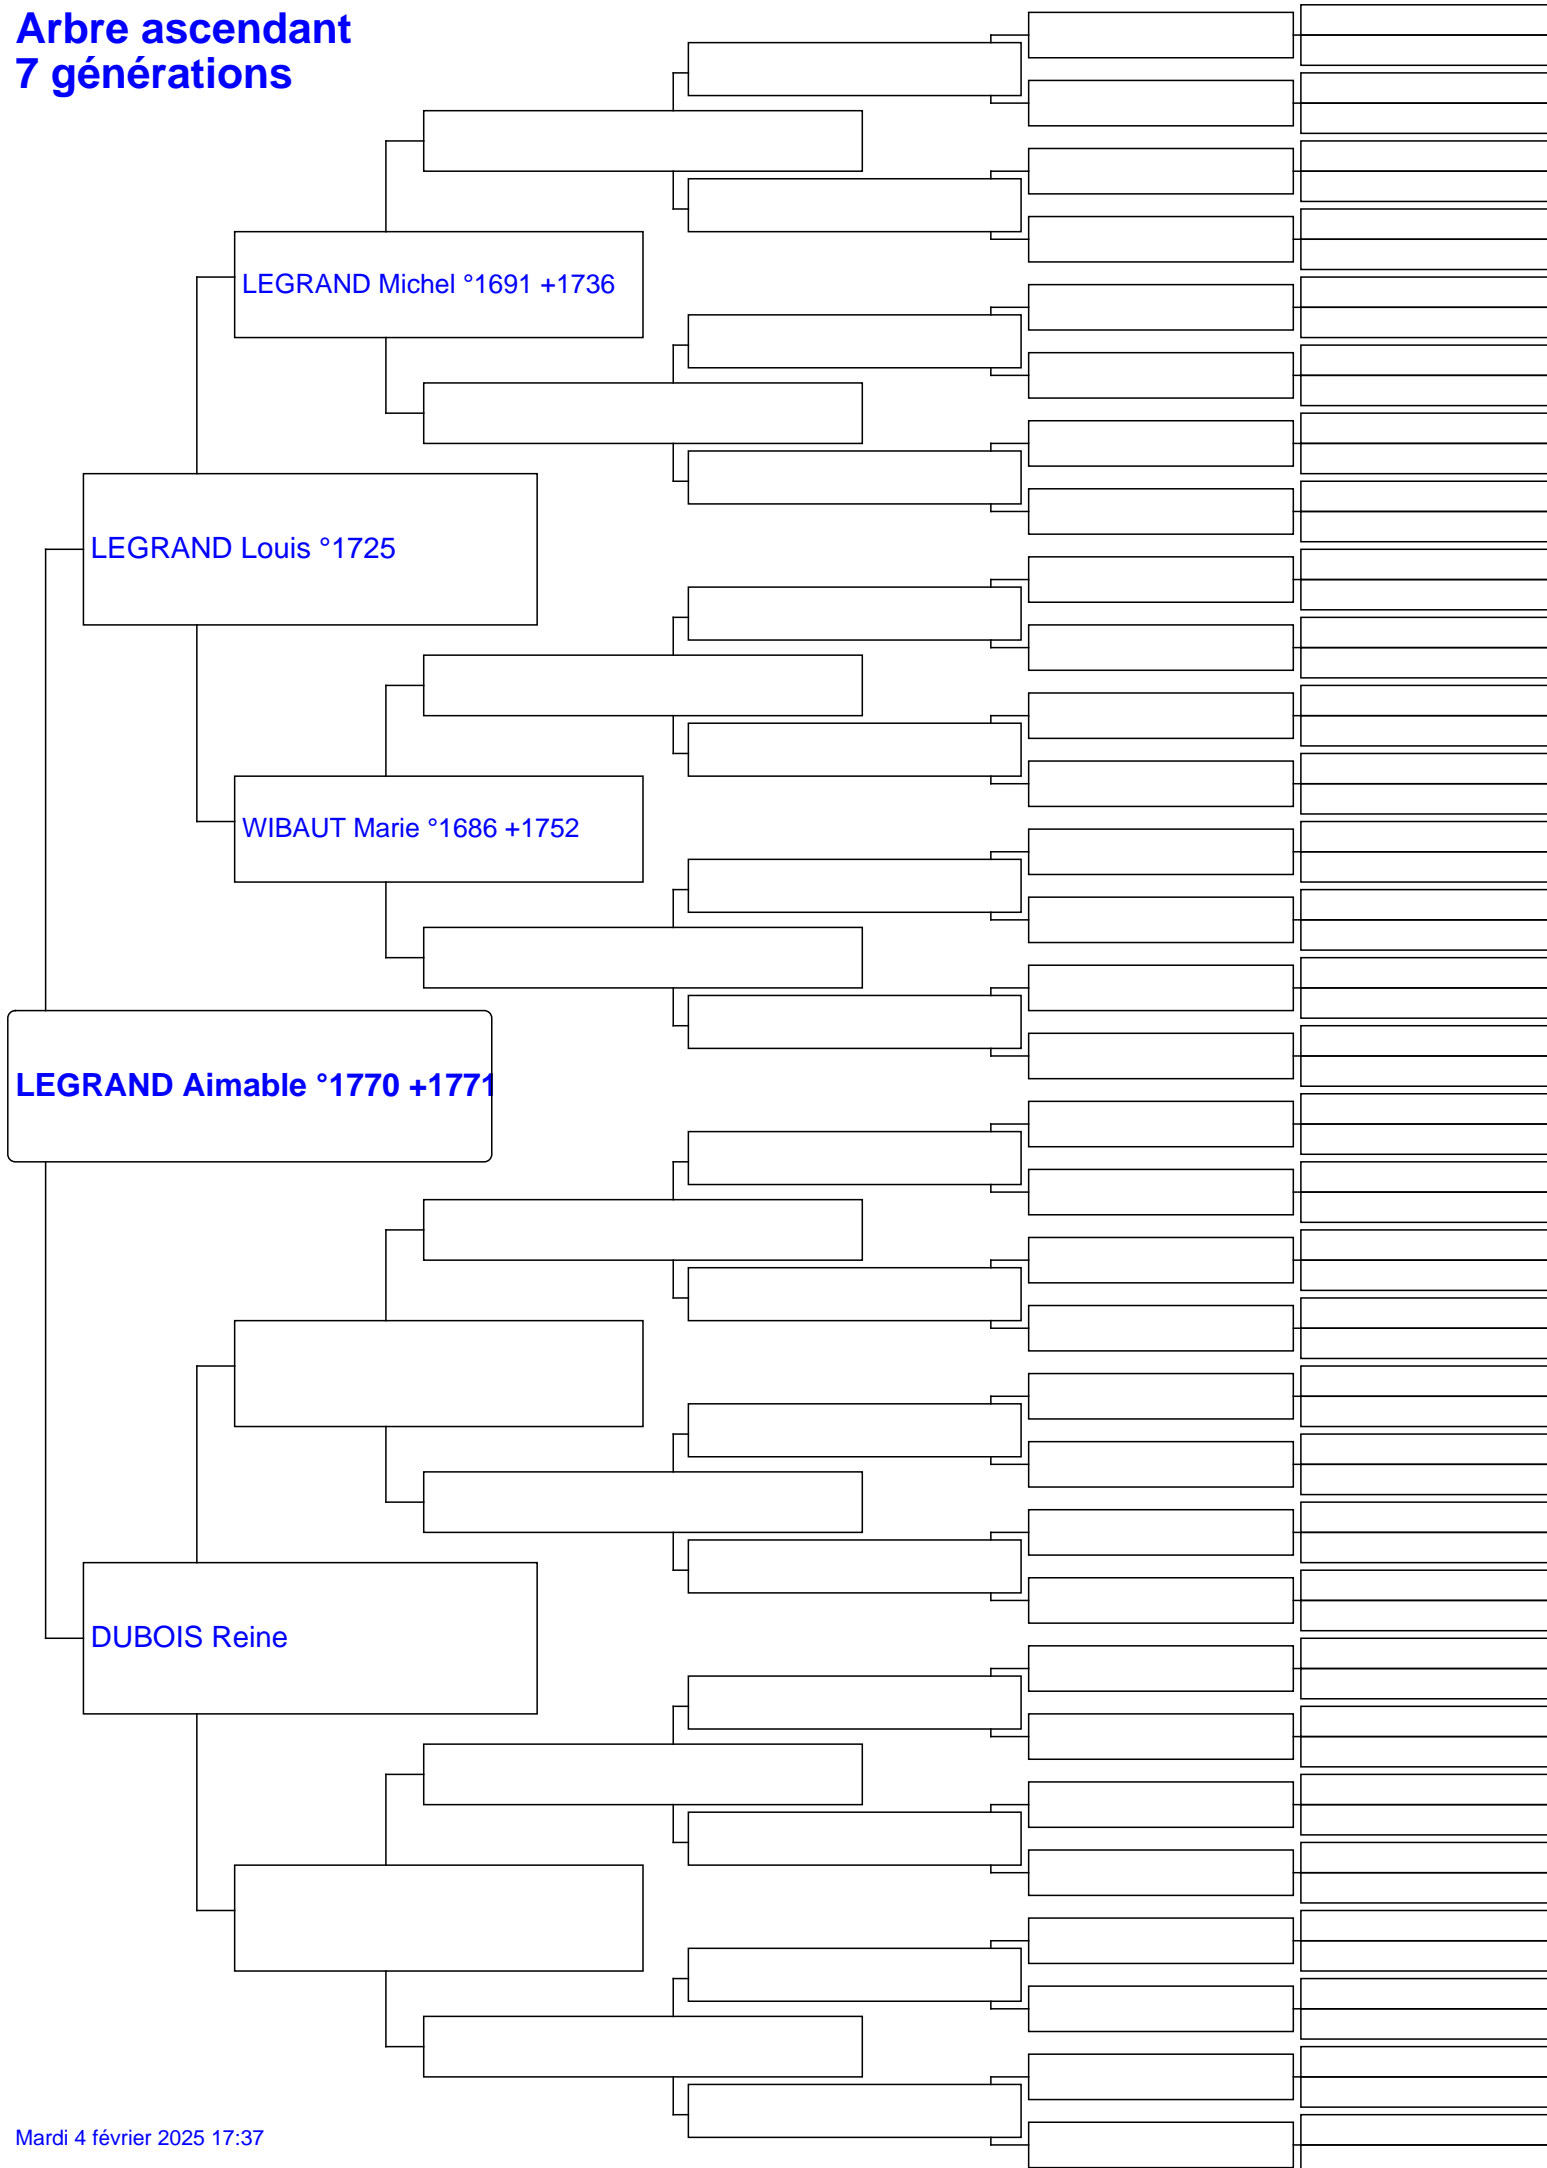 Arbre ascendant
7 générations
LEGRAND Michel °1691 +1736
LEGRAND Louis °1725
WIBAUT Marie °1686 +1752
LEGRAND Aimable °1770 +1771
DUBOIS Reine
Mardi 4 février 2025 17:37